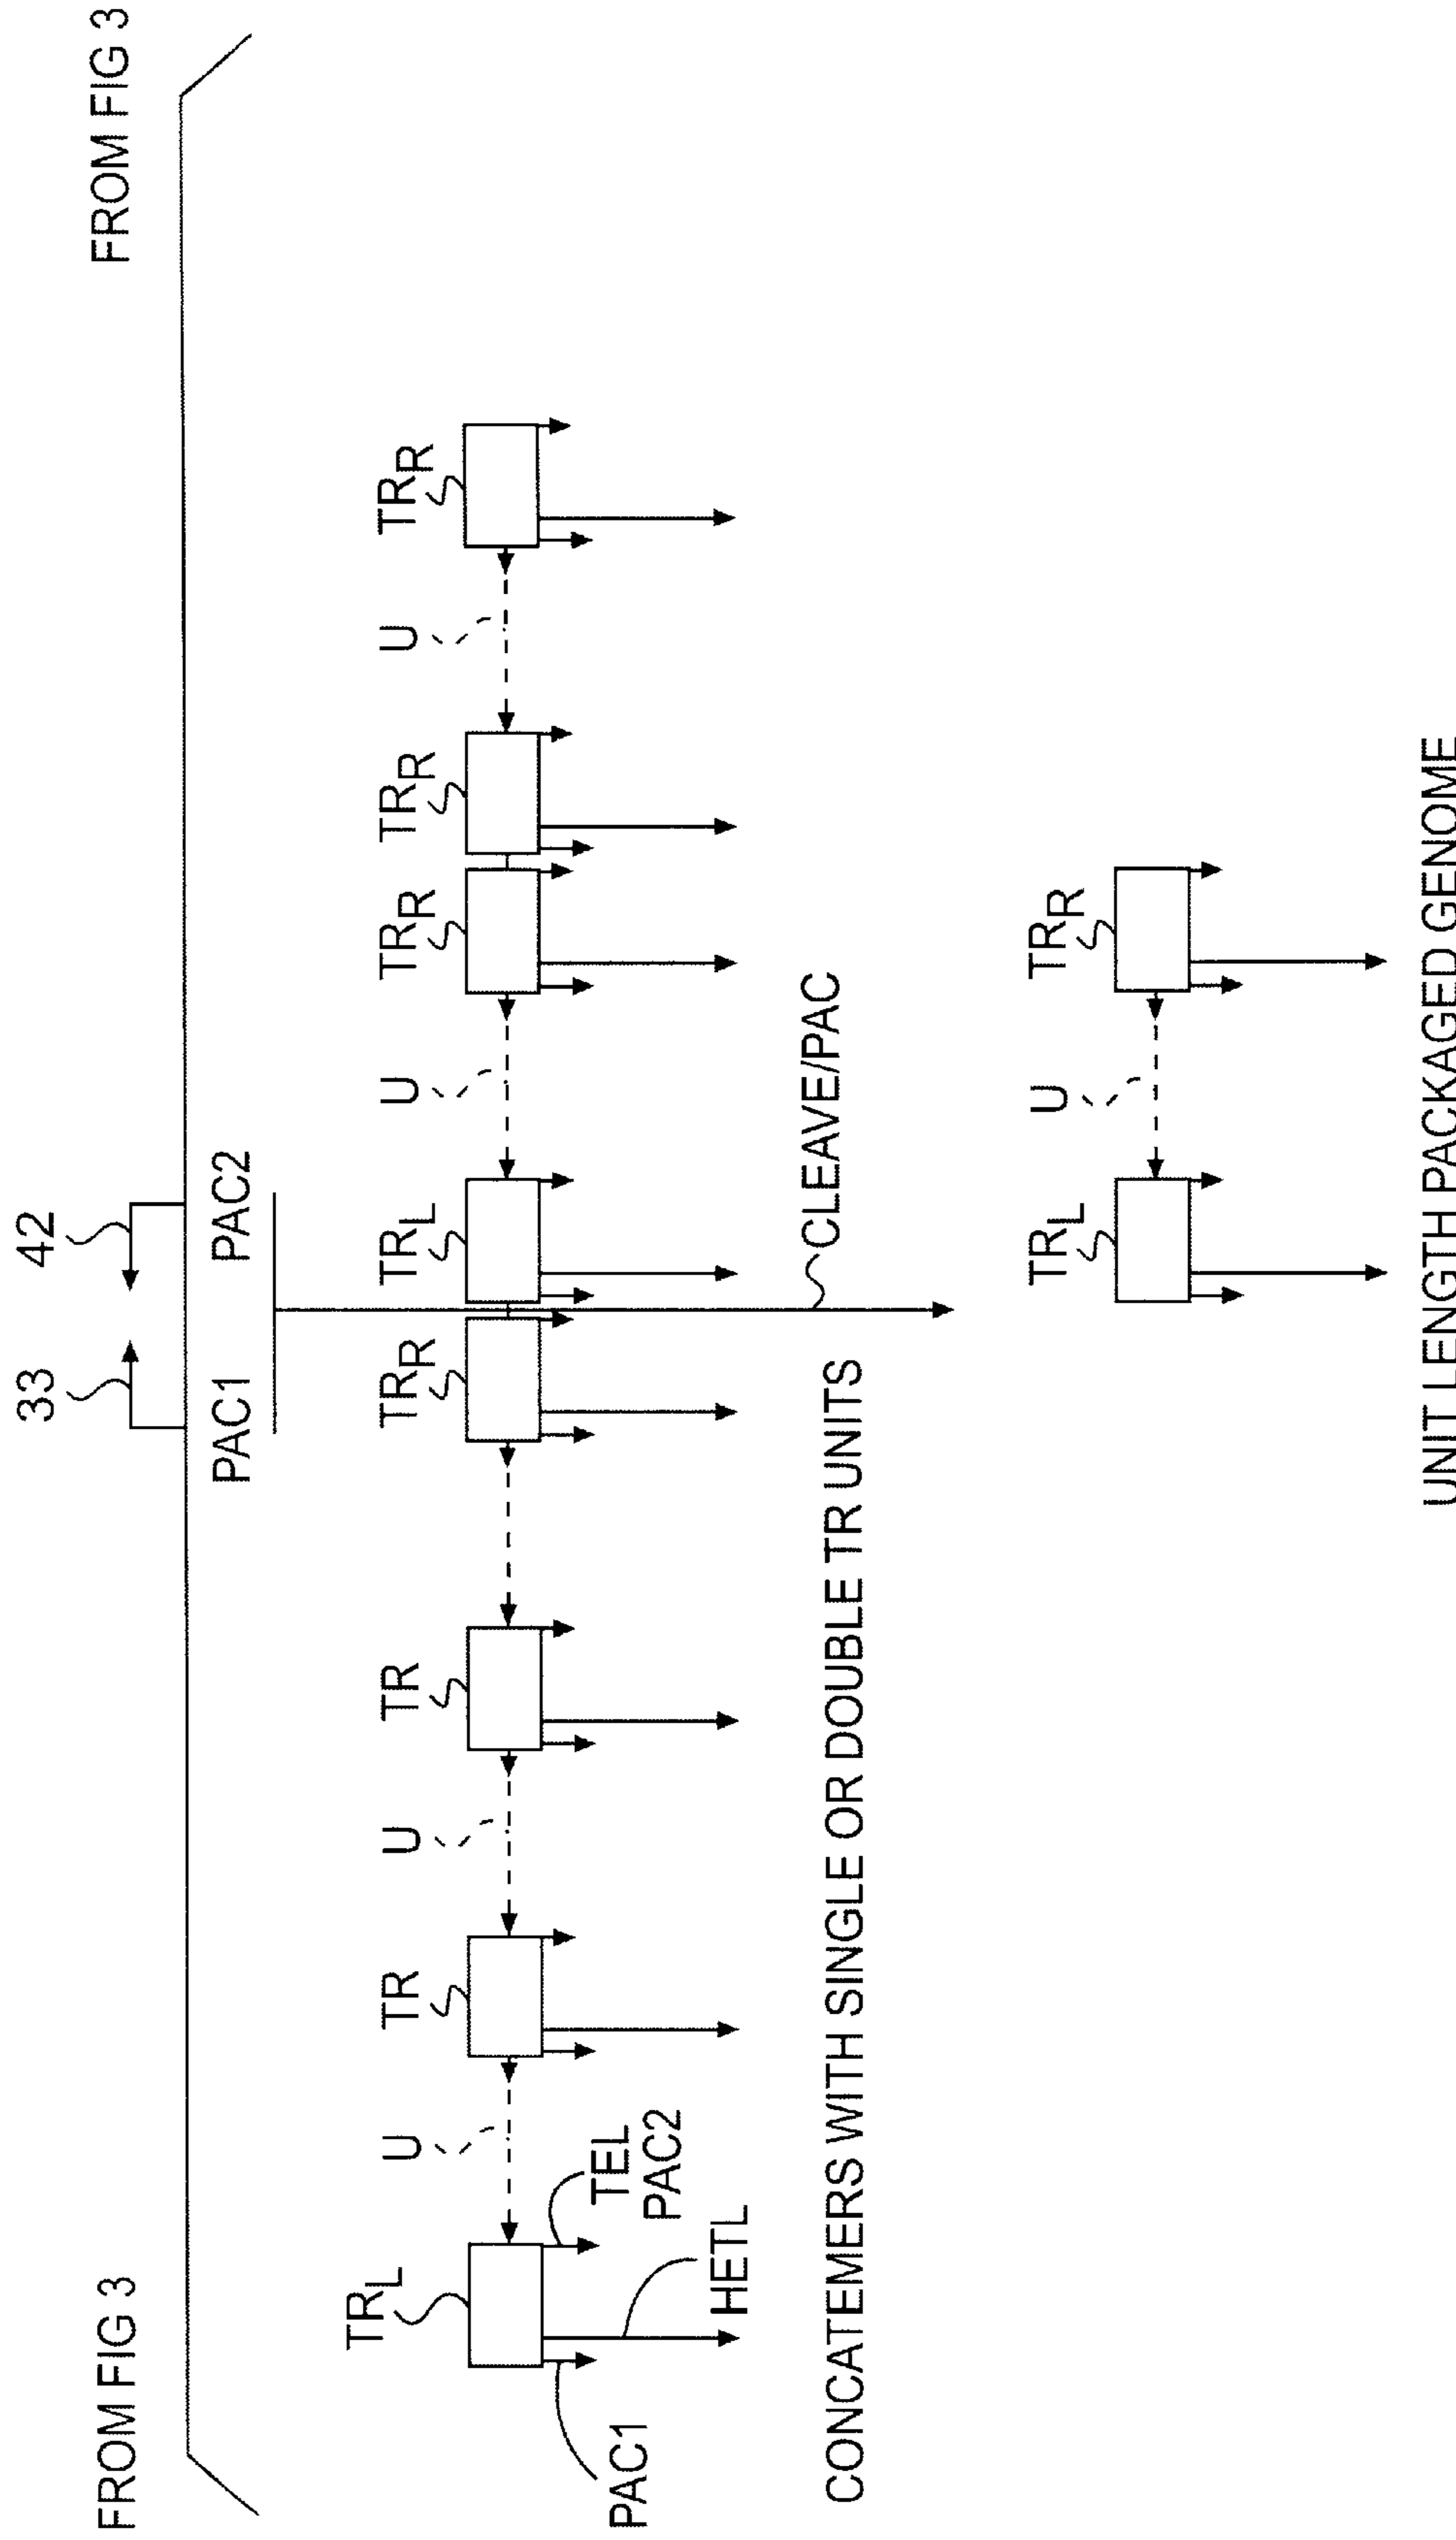 33 42
FROM FIG 3 FROM FIG 3
PAC1 PAC2
TRL U TR U TR TRR TRL U TRR TRR U TRR
TEL
PAC2
PAC1 HETL
CLEAVE/PAC
CONCATEMERS WITH SINGLE OR DOUBLE TR UNITS
TRL U TRR
UNIT LENGTH PACKAGED GENOME